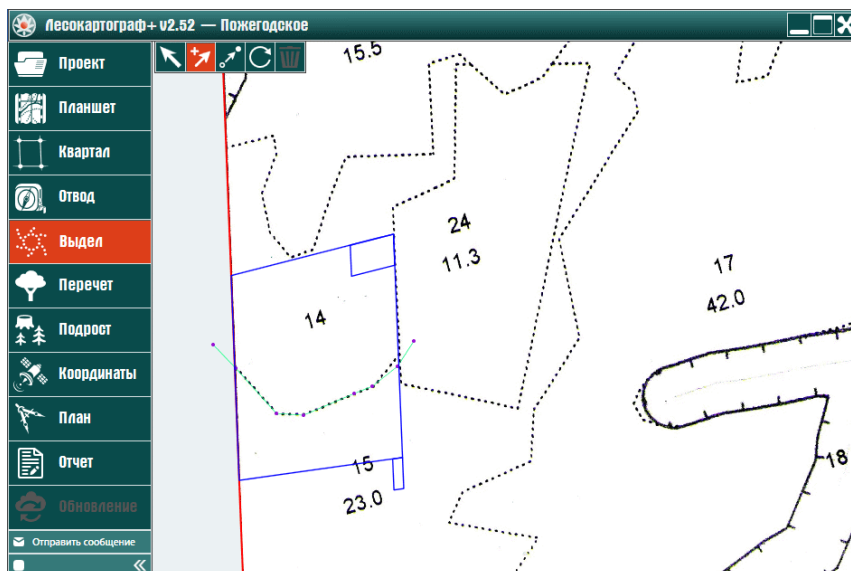 Лесокартограф+ v2.52 — Пожегодское
Проект
Планшет
Квартал
Отвод
Выдел
Перечет
Подрост
Координаты
План
Отчет
Обновление
Отправить сообщение
15.5
24
11.3
17
42.0
14
15
23.0
18